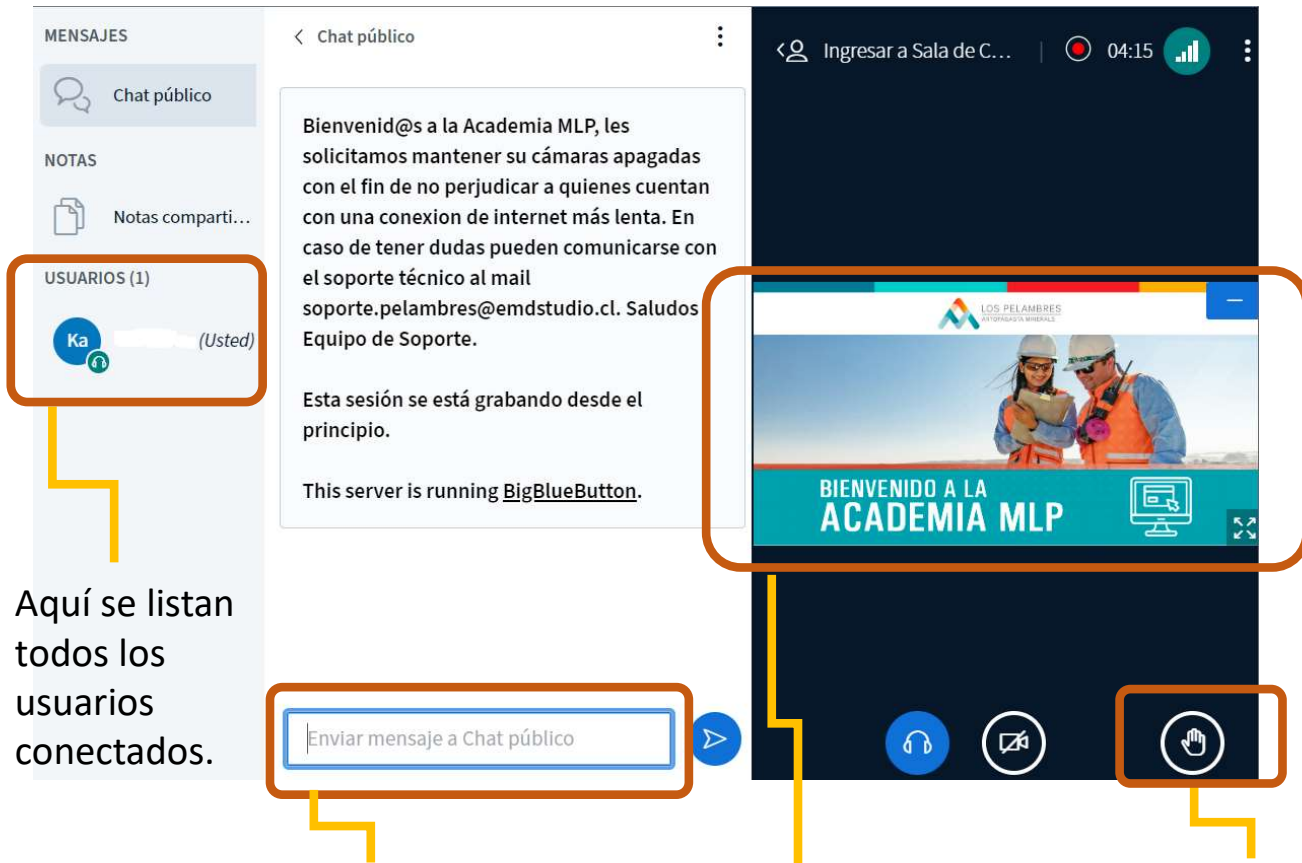 MENSAJES
Chat público
NOTAS
Notas comparti...
USUARIOS (1)
Ka
(Usted)
Chat público
Bienvenid@s a la Academia MLP, les
solicitamos mantener su cámaras apagadas
con el fin de no perjudicar a quienes cuentan
con una conexion de internet más lenta. En
caso de tener dudas pueden comunicarse con
el soporte técnico al mail
soporte.pelambres@emdstudio.cl. Saludos
Equipo de Soporte.
Esta sesión se está grabando desde el
principio.
This server is running BigBlueButton.
Enviar mensaje a Chat público
Ingresar a Sala de C...
04:15
LOS PELAMBRES
ANTOFAGASTA MINERALS
BIENVENIDO A LA
ACADEMIA MLP
Aquí se listan
todos los
usuarios
conectados.